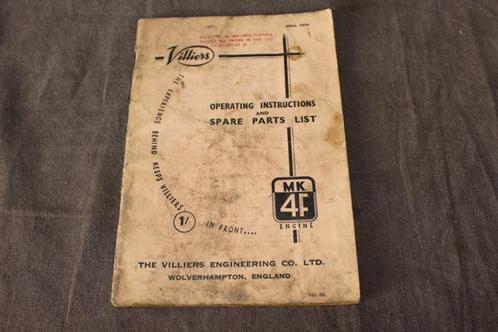 APRIL
Villiers
OPERATING INSTRUCTIONS
AND
SPARE PARTS LIST
THE EXPERIENCE BEHIND KEEPS VILLIERS
1/-
IN FRONT....
MK
4F
ENGINE
THE VILLIERS ENGINEERING CO. LTD.
WOLVERHAMPTON, ENGLAND